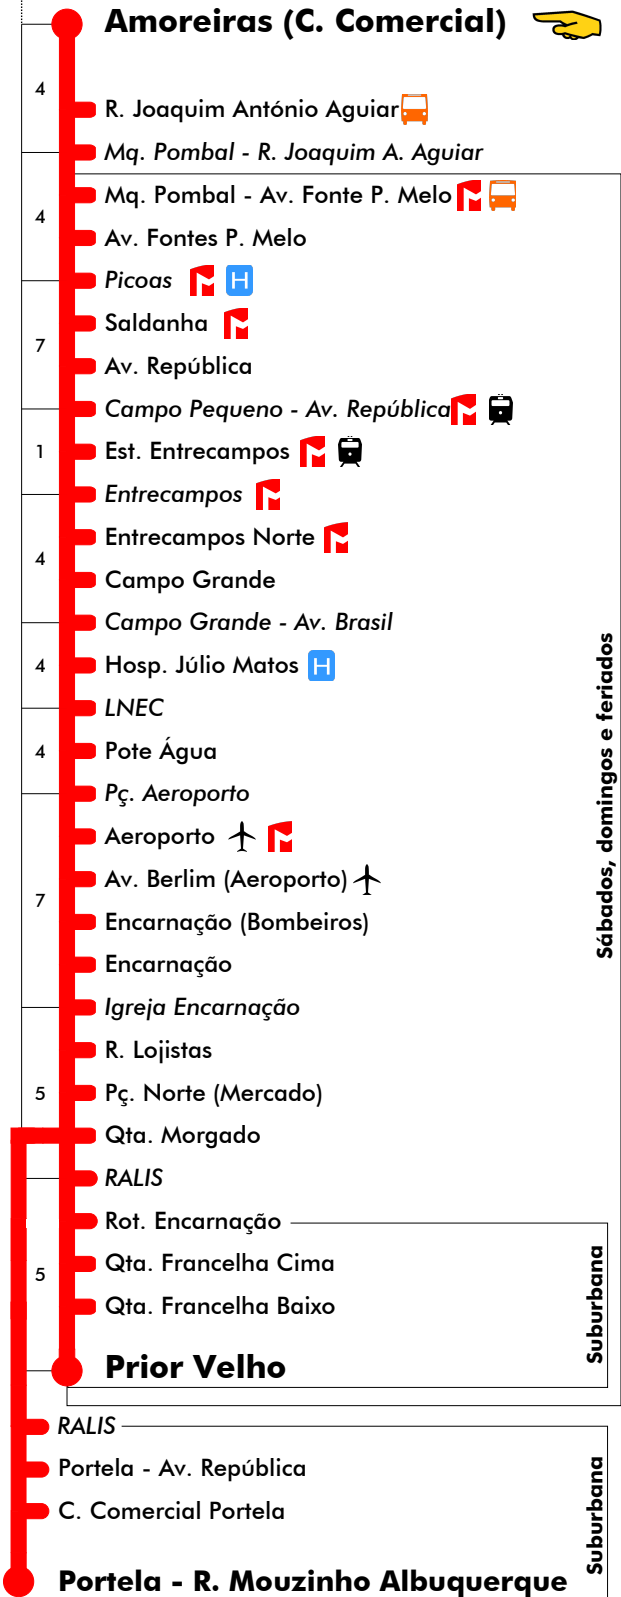 Amoreiras (C. Comercial)
4
R. Joaquim António Aguiar
Mq. Pombal - R. Joaquim A. Aguiar
Mq. Pombal - Av. Fonte P. Melo
4
Av. Fontes P. Melo
Picoas H
Saldanha
7
Av. República
Campo Pequeno - Av. República
1
Est. Entrecampos
Entrecampos
Entrecampos Norte
4
Campo Grande
Campo Grande - Av. Brasil
4
Hosp. Júlio Matos H
LNEC
4
Pote Água
Pç. Aeroporto
Aeroporto
Av. Berlim (Aeroporto)
7
Encarnação (Bombeiros)
Encarnação
Igreja Encarnação
R. Lojistas
5
Pç. Norte (Mercado)
Qta. Morgado
RALIS
Rot. Encarnação
Qta. Francelha Cima
5
Qta. Francelha Baixo
Prior Velho
Sábados, domingos e feriados
Suburbana
RALIS
Portela - Av. República
C. Comercial Portela
Portela - R. Mouzinho Albuquerque
Suburbana